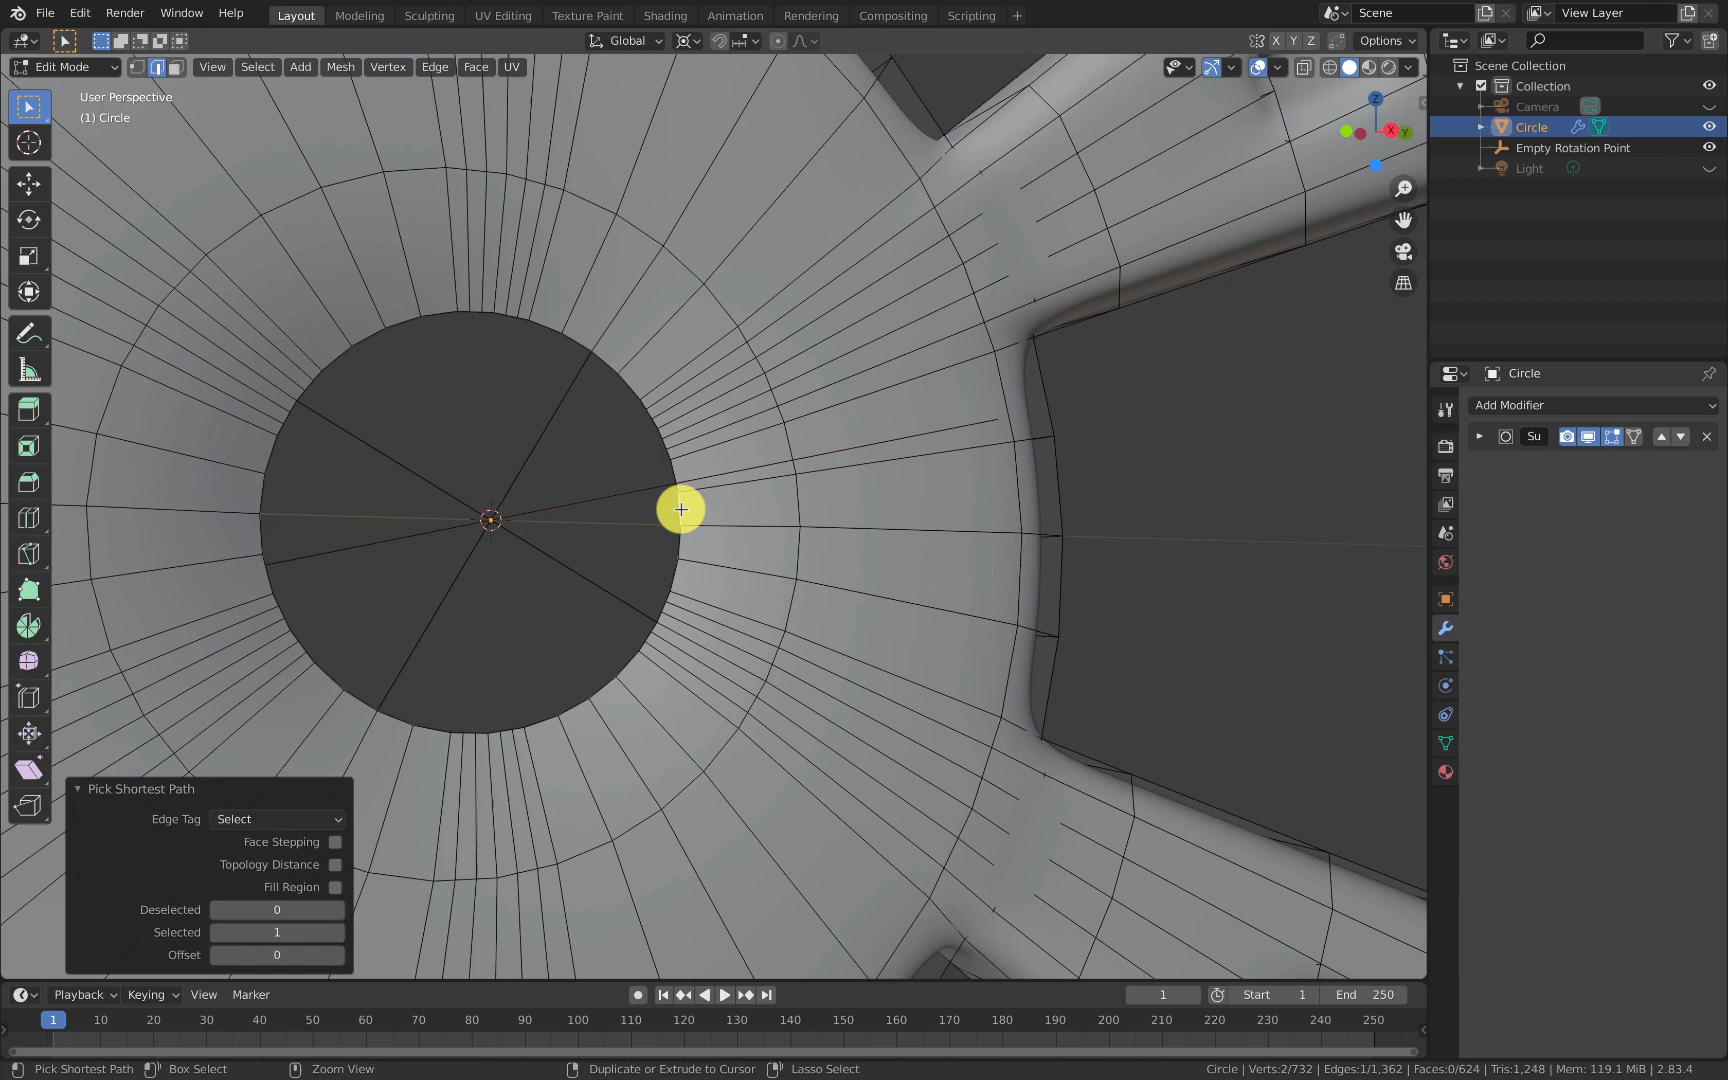 File Edit Render Window Help Layout Modeling Sculpting UV Editing Texture Paint Shading Animation Rendering Compositing Scripting + Scene View Layer
Global X Y Z Options
Edit Mode View Select Add Mesh Vertex Edge Face UV
User Perspective
(1) Circle
Z
X Y
Scene Collection
Collection
Camera
Circle
Empty Rotation Point
Light
Circle
Add Modifier
Su
Pick Shortest Path
Edge Tag Select
Face Stepping
Topology Distance
Fill Region
Deselected 0
Selected 1
Offset 0
Playback Keying View Marker 1 Start 1 End 250
1 10 20 30 40 50 60 70 80 90 100 110 120 130 140 150 160 170 180 190 200 210 220 230 240 250
Pick Shortest Path Box Select Zoom View Duplicate or Extrude to Cursor Lasso Select Circle | Verts:2/732 | Edges:1/1,362 | Faces:0/624 | Tris:1,248 | Mem: 119.1 MiB | 2.83.4